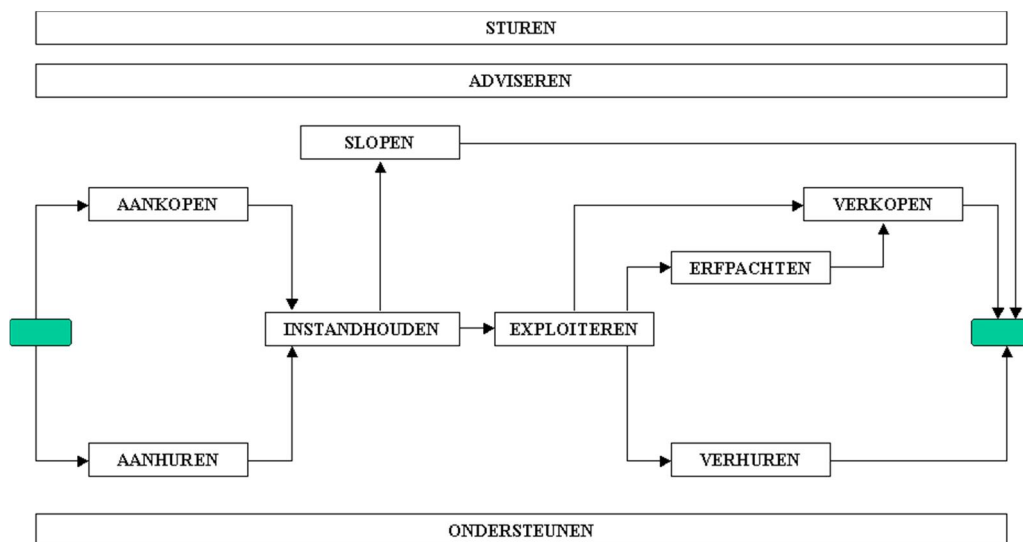 STUREN
ADVISEREN
SLOPEN
AANKOPEN
VERKOPEN
ERFPACHTEN
INSTANDHOUDEN
EXPLOITEREN
AANHUREN
VERHUREN
ONDERSTEUNEN